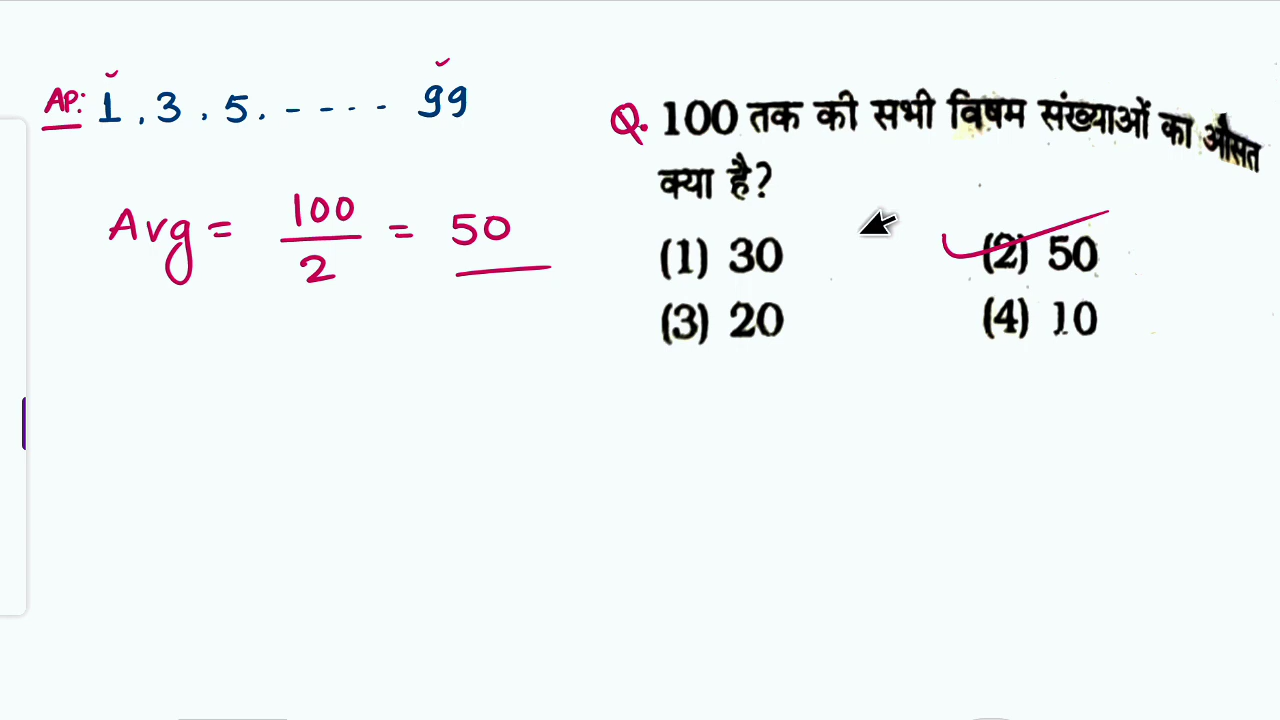 AP: 1, 3, 5, - - - - 99
Avg = 100/2 = 50
Q. 100 तक की सभी विषम संख्याओं का औसत
क्या है?
(1) 30 (2) 50
(3) 20 (4) 10